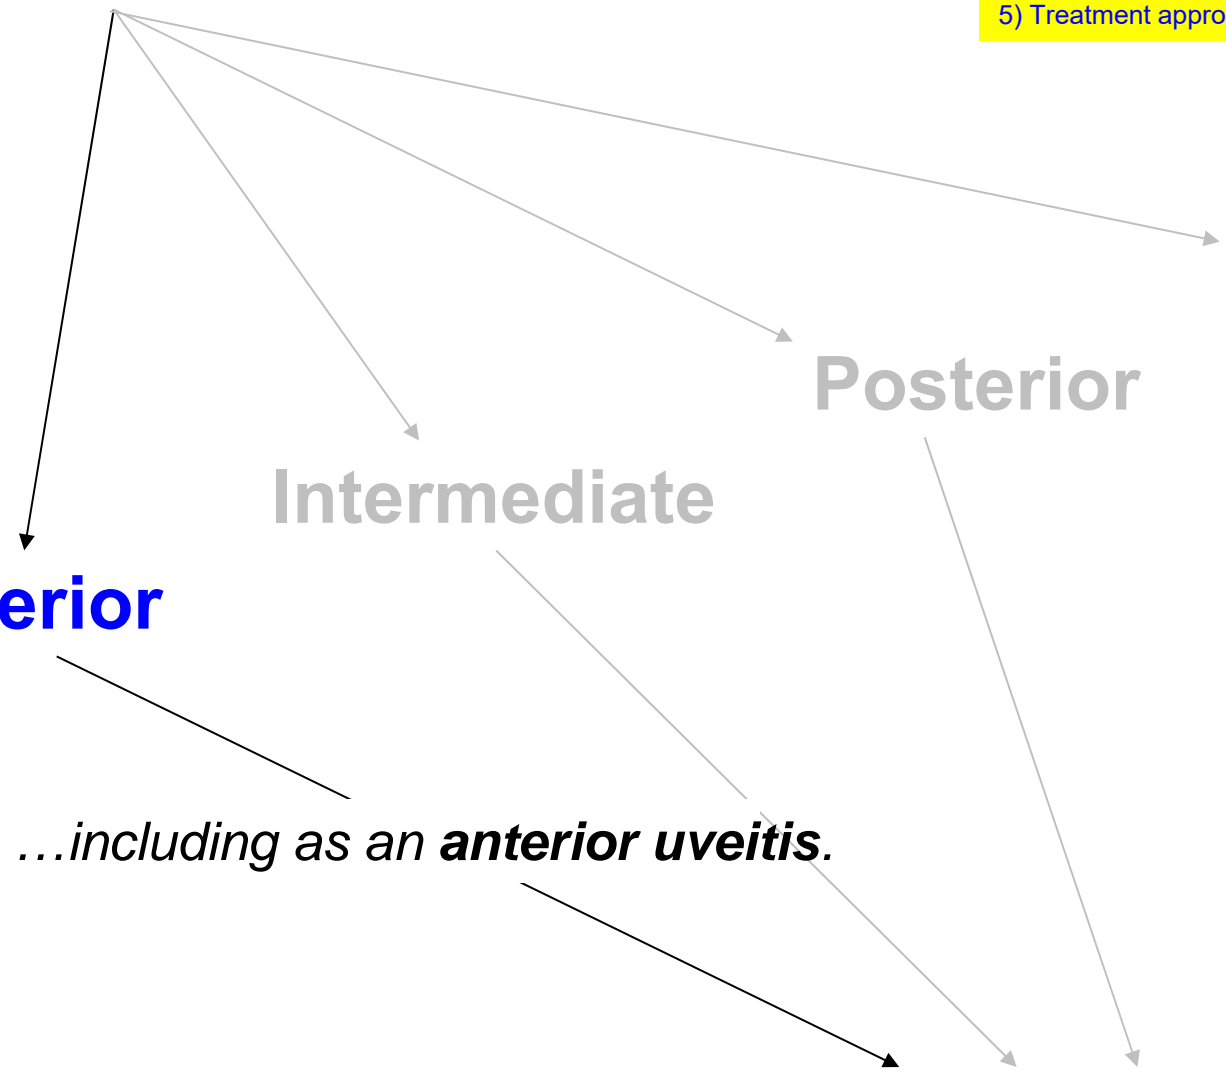 5) Treatment appro
Posterior
Intermediate
erior
…including as an anterior uveitis.